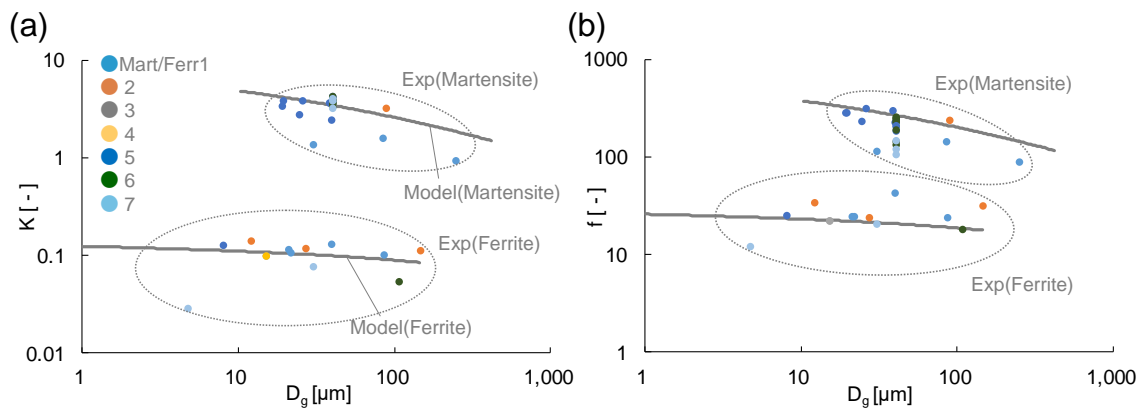 (a)
10
1
0.1
0.01
K [ - ]
1
10
100
1,000
D_g [µm]
Mart/Ferr1
2
3
4
5
6
7
Exp(Martensite)
Model(Martensite)
Exp(Ferrite)
Model(Ferrite)
(b)
1000
100
10
1
f [ - ]
1
10
100
1,000
D_g [µm]
Exp(Martensite)
Exp(Ferrite)